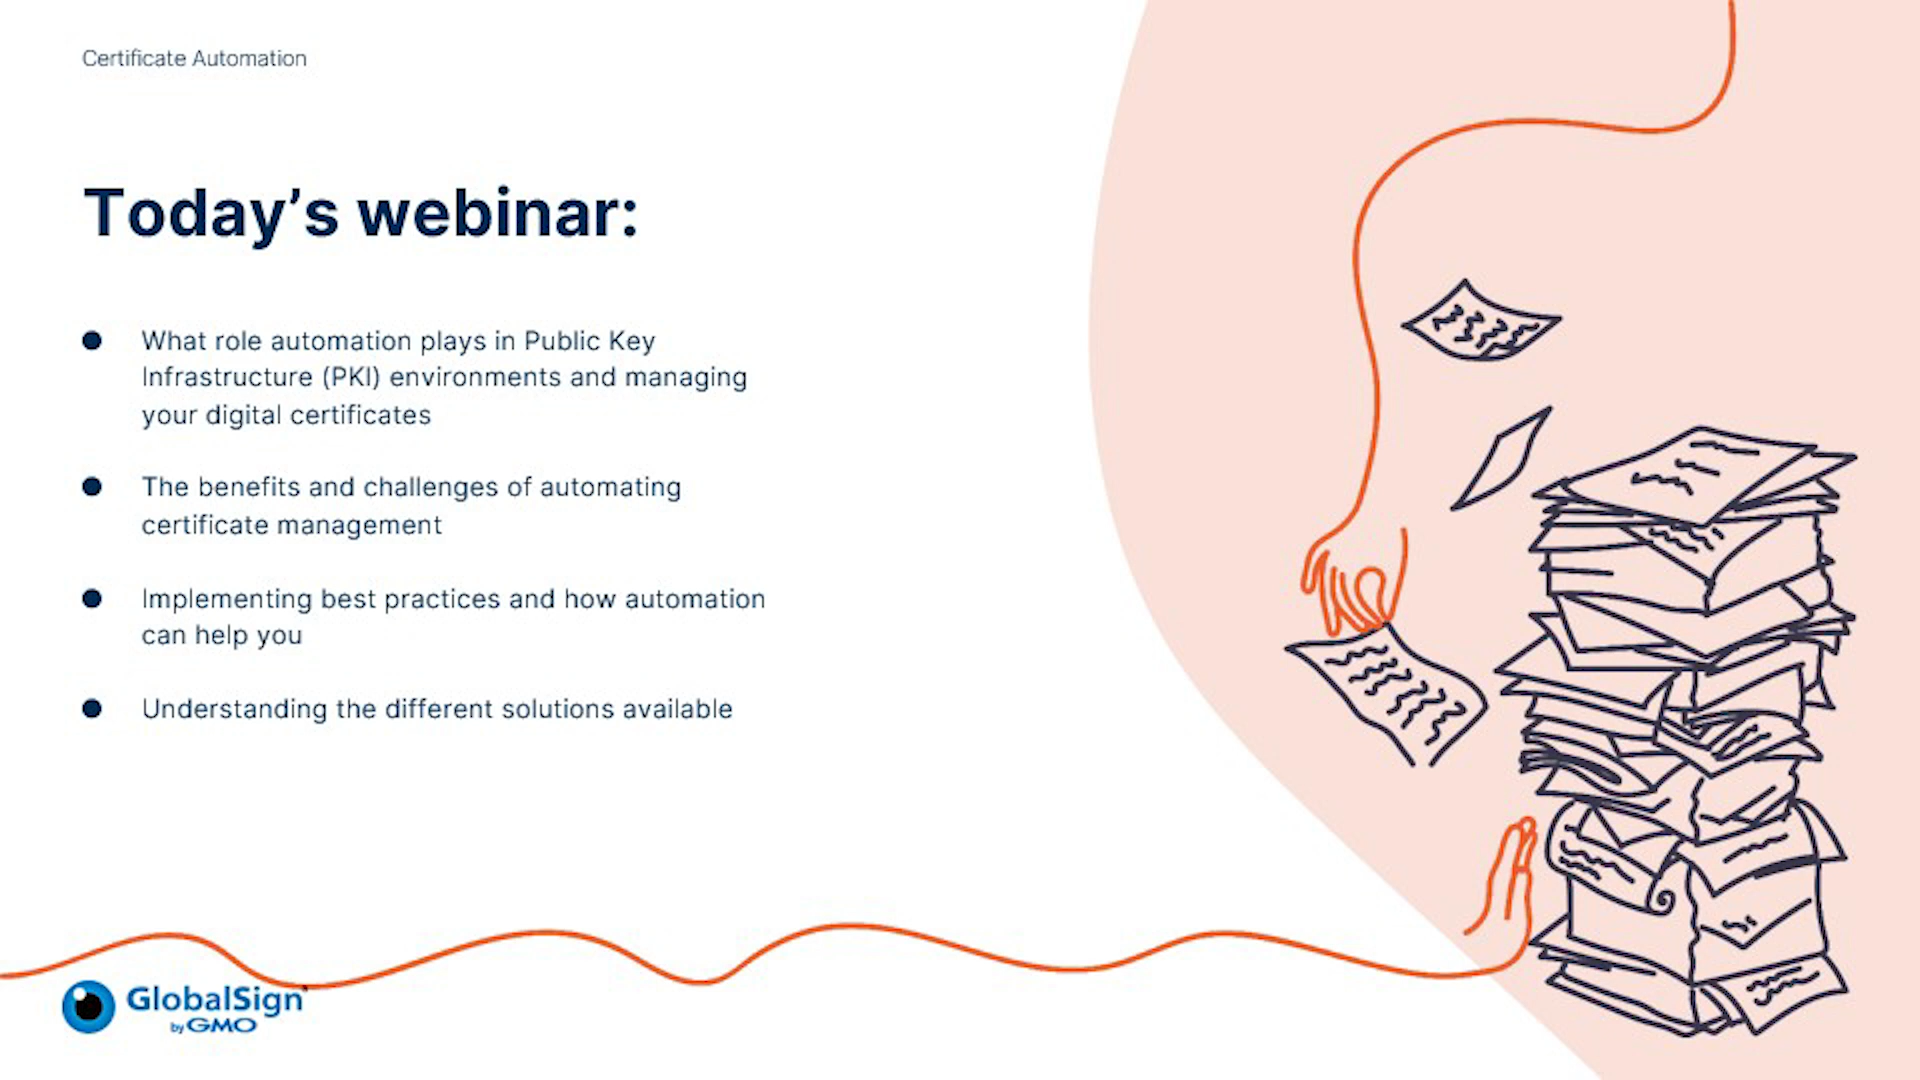 Certificate Automation
Today’s webinar:
What role automation plays in Public Key
Infrastructure (PKI) environments and managing
your digital certificates
The benefits and challenges of automating
certificate management
Implementing best practices and how automation
can help you
Understanding the different solutions available
GlobalSign
by GMO